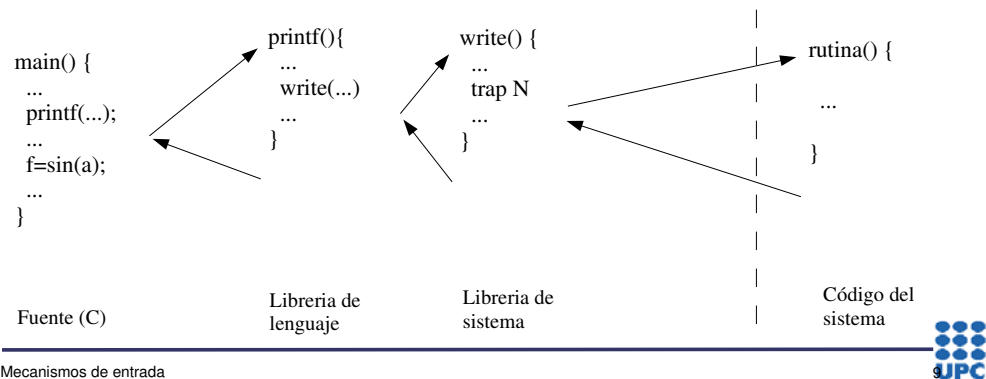 main() {
...
printf(...);
...
f=sin(a);
...
}
printf(){
...
write(...)
...
}
write() {
...
trap N
...
}
rutina() {
...
}
Fuente (C)
Libreria de
lenguaje
Libreria de
sistema
Código del
sistema
Mecanismos de entrada
9
UPC